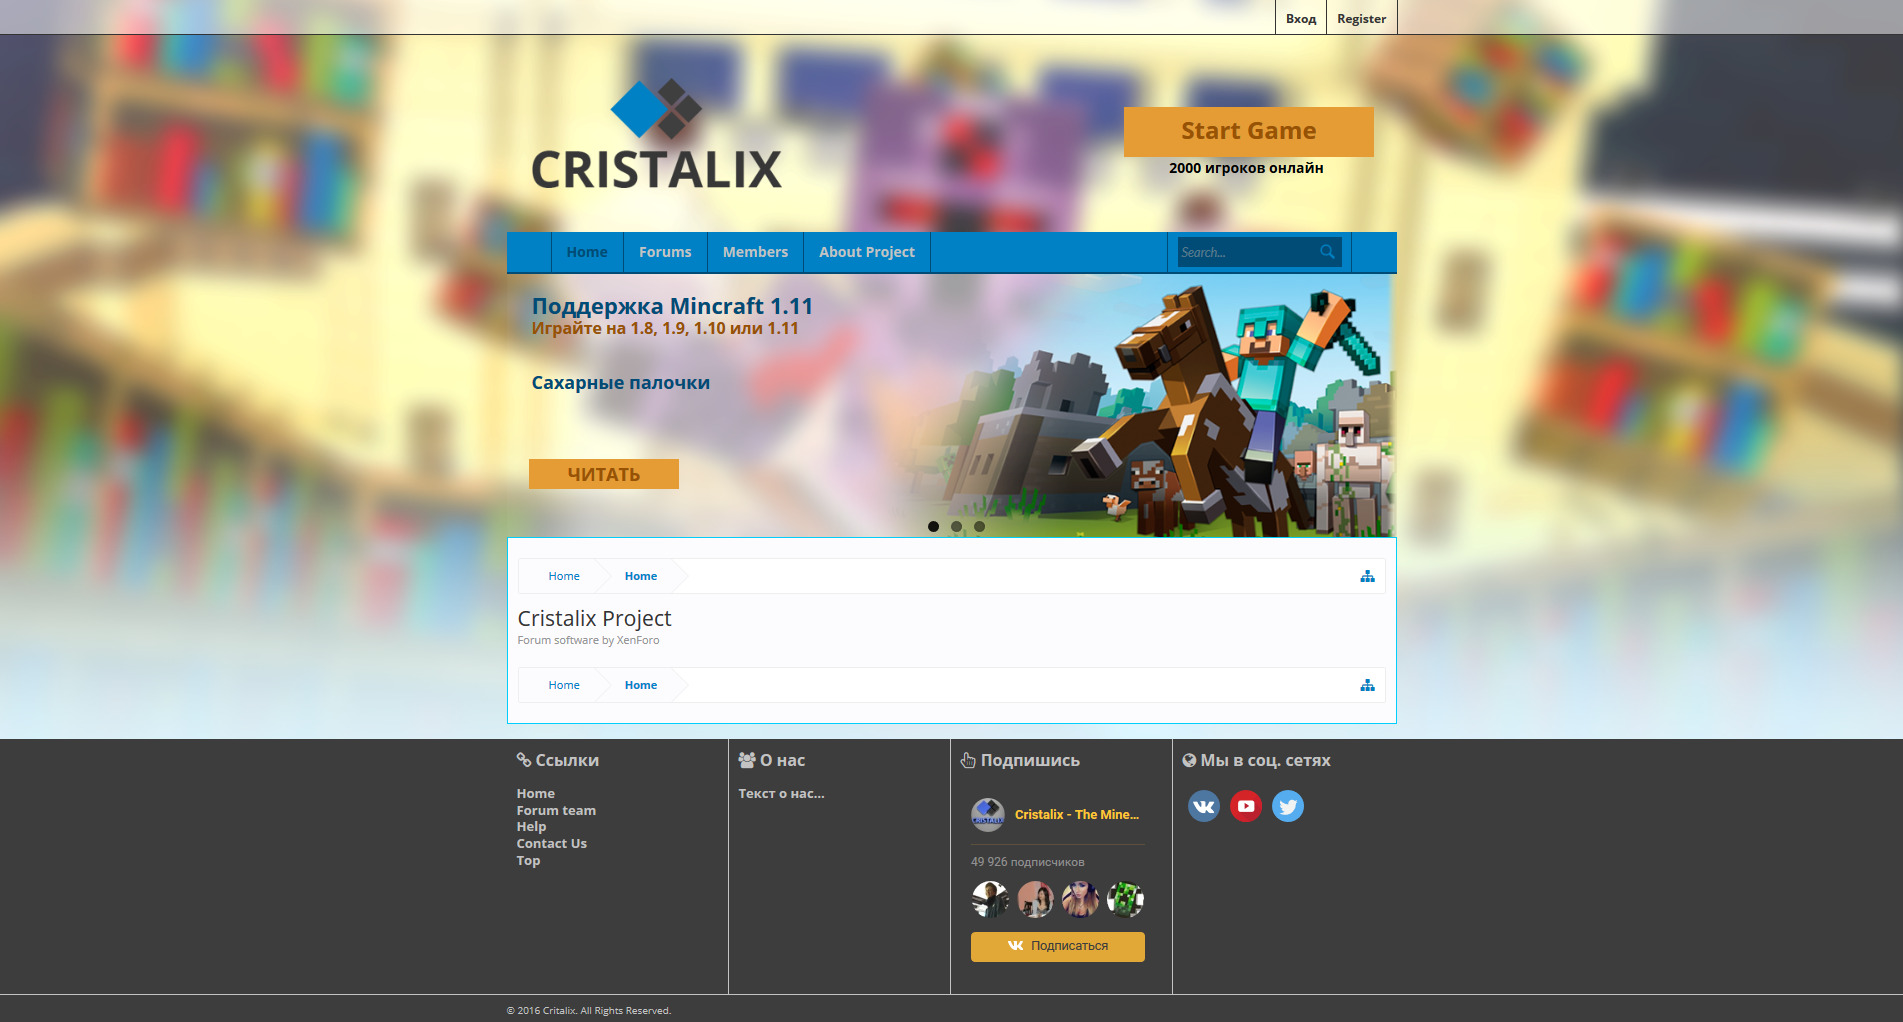 Вход
Register
CRISTALIX
Start Game
2000 игроков онлайн
Home
Forums
Members
About Project
Search...
Поддержка Mincraft 1.11
Играйте на 1.8, 1.9, 1.10 или 1.11
Сахарные палочки
ЧИТАТЬ
Home
Home
Cristalix Project
Forum software by XenForo
Home
Home
Ссылки
Home
Forum team
Help
Contact Us
Top
О нас
Текст о нас...
Подпишись
CRISTALIX
Cristalix - The Mine...
49 926 подписчиков
Подписаться
Мы в соц. сетях
© 2016 Critalix. All Rights Reserved.